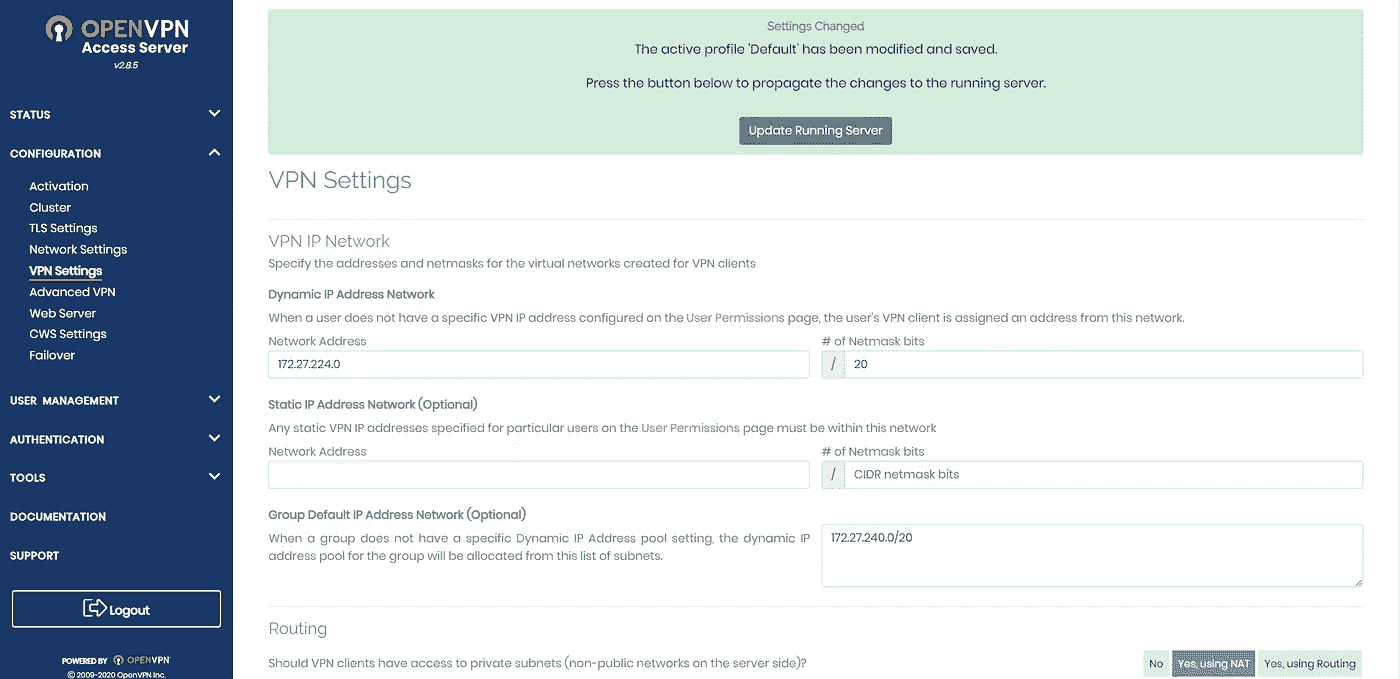 OPENVPN
Access Server
v2.8.5
STATUS
CONFIGURATION
Activation
Cluster
TLS Settings
Network Settings
VPN Settings
Advanced VPN
Web Server
CWS Settings
Failover
USER MANAGEMENT
AUTHENTICATION
TOOLS
DOCUMENTATION
SUPPORT
Logout
POWERED BY OPENVPN
© 2009-2020 OpenVPN Inc.
Settings Changed
The active profile 'Default' has been modified and saved.
Press the button below to propagate the changes to the running server.
Update Running Server
VPN Settings
VPN IP Network
Specify the addresses and netmasks for the virtual networks created for VPN clients
Dynamic IP Address Network
When a user does not have a specific VPN IP address configured on the User Permissions page, the user's VPN client is assigned an address from this network.
Network Address # of Netmask bits
172.27.224.0 / 20
Static IP Address Network (Optional)
Any static VPN IP addresses specified for particular users on the User Permissions page must be within this network
Network Address # of Netmask bits
/ CIDR netmask bits
Group Default IP Address Network (Optional)
When a group does not have a specific Dynamic IP Address pool setting, the dynamic IP
address pool for the group will be allocated from this list of subnets.
172.27.240.0/20
Routing
Should VPN clients have access to private subnets (non-public networks on the server side)?
No Yes, using NAT Yes, using Routing